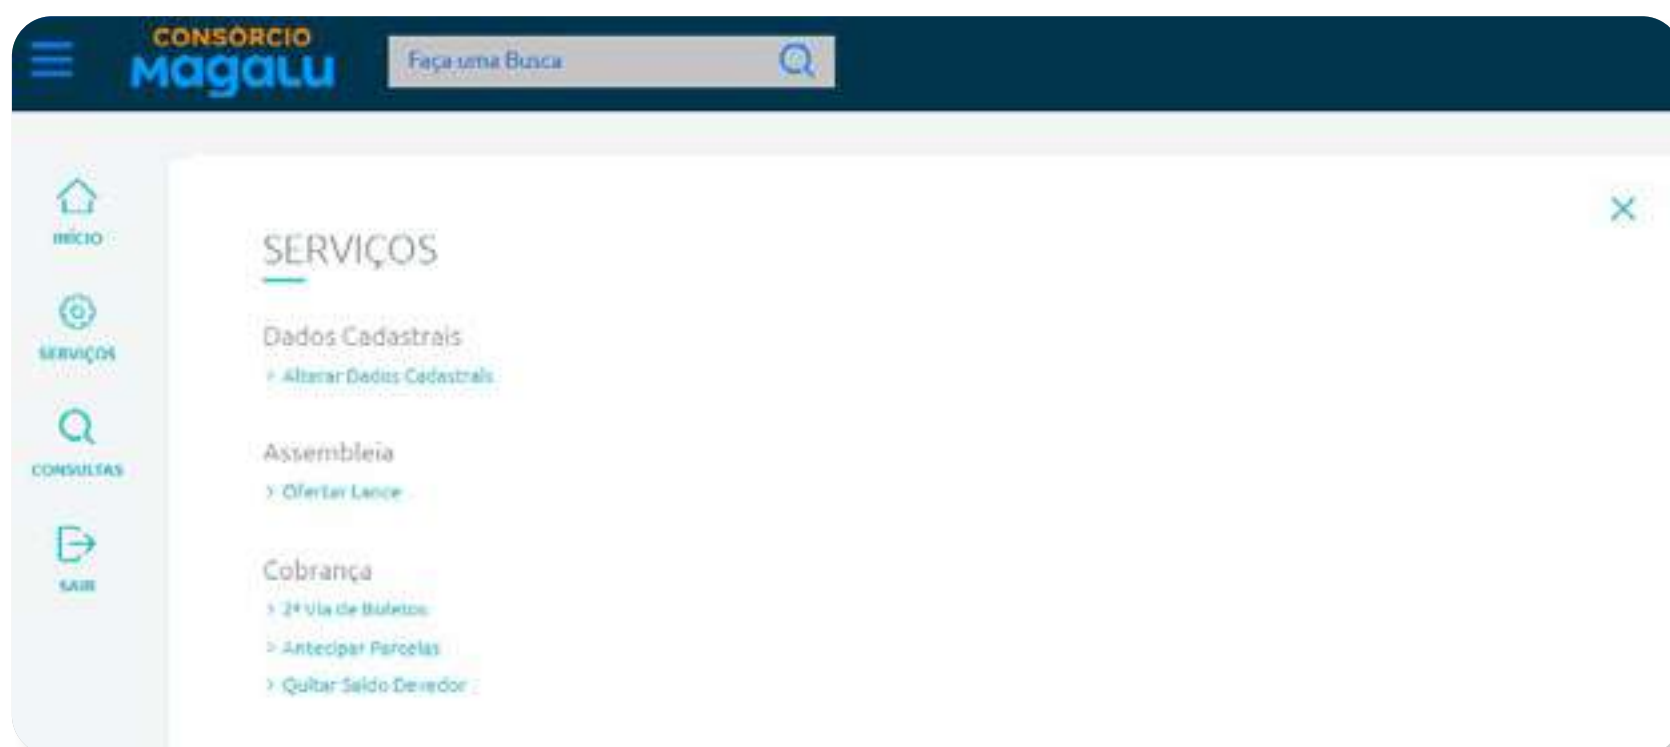 CONSÓRCIO
Magalu
Faça uma Busca
INÍCIO
SERVIÇOS
CONSULTAS
SAIR
SERVIÇOS
Dados Cadastrais
> Alterar Dados Cadastrais
Assembleia
> Ofertar Lance
Cobrança
> 2ª Via de Boletos
> Antecipar Parcelas
> Quitar Saldo Devedor